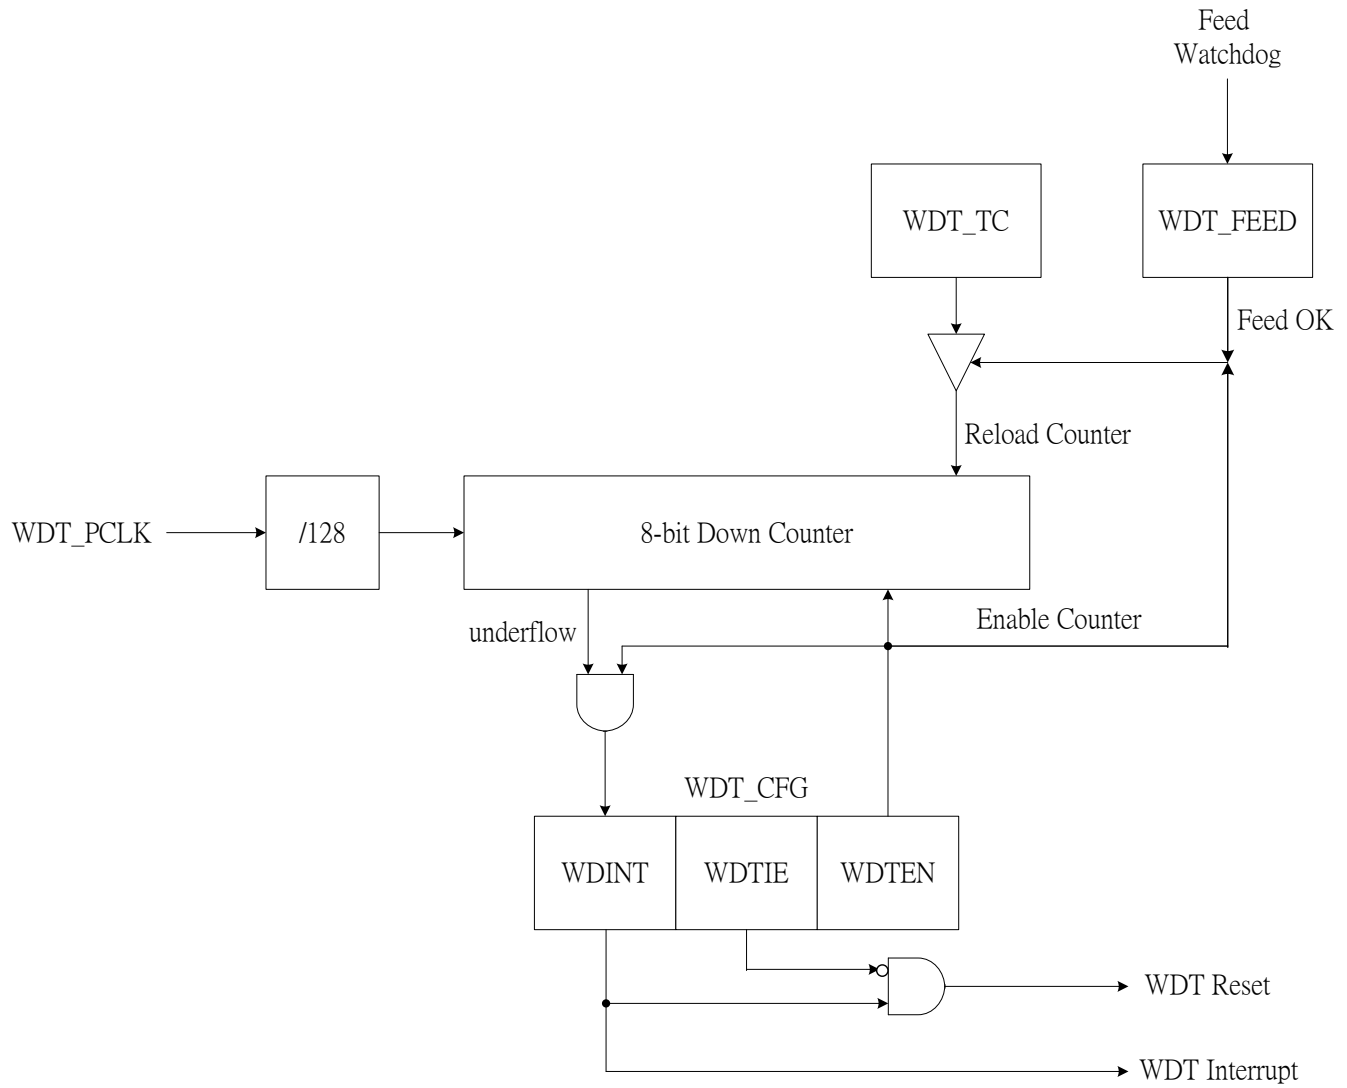 Feed
Watchdog
WDT_TC
WDT_FEED
Feed OK
Reload Counter
WDT_PCLK
/128
8-bit Down Counter
underflow
Enable Counter
WDT_CFG
WDINT
WDTIE
WDTEN
WDT Reset
WDT Interrupt